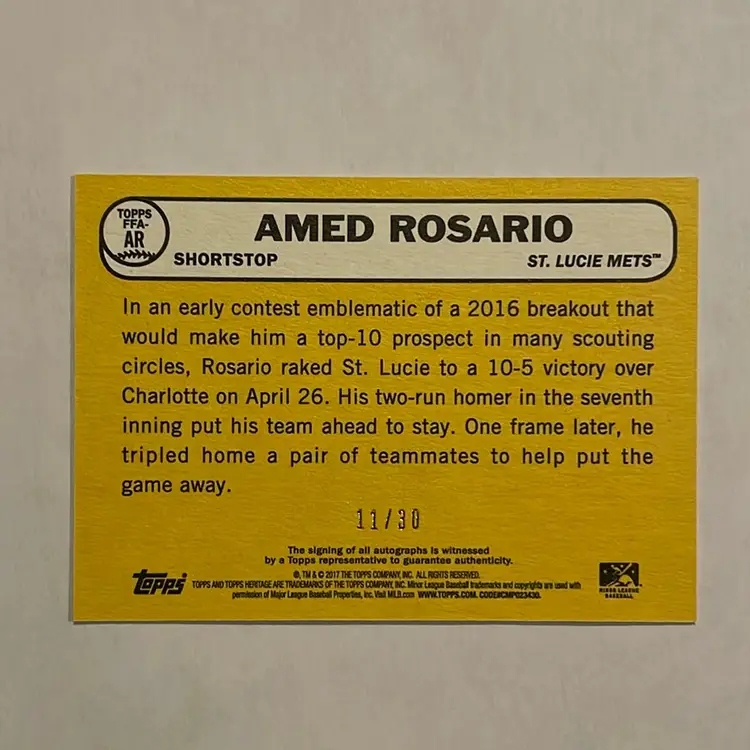 TOPPS
FFA-
AR
AMED ROSARIO
SHORTSTOP
ST. LUCIE METS™
In an early contest emblematic of a 2016 breakout that
would make him a top-10 prospect in many scouting
circles, Rosario raked St. Lucie to a 10-5 victory over
Charlotte on April 26. His two-run homer in the seventh
inning put his team ahead to stay. One frame later, he
tripled home a pair of teammates to help put the
game away.
11/30
The signing of all autographs is witnessed
by a Topps representative to guarantee authenticity.
®, TM & © 2017 THE TOPPS COMPANY, INC. ALL RIGHTS RESERVED.
topps
TOPPS AND TOPPS HERITAGE ARE TRADEMARKS OF THE TOPPS COMPANY, INC. Minor League Baseball trademarks and copyrights are used with
permission of Major League Baseball Properties, Inc. Visit MiLB.com WWW.TOPPS.COM. CODE#CMP023430.
MINOR LEAGUE
BASEBALL